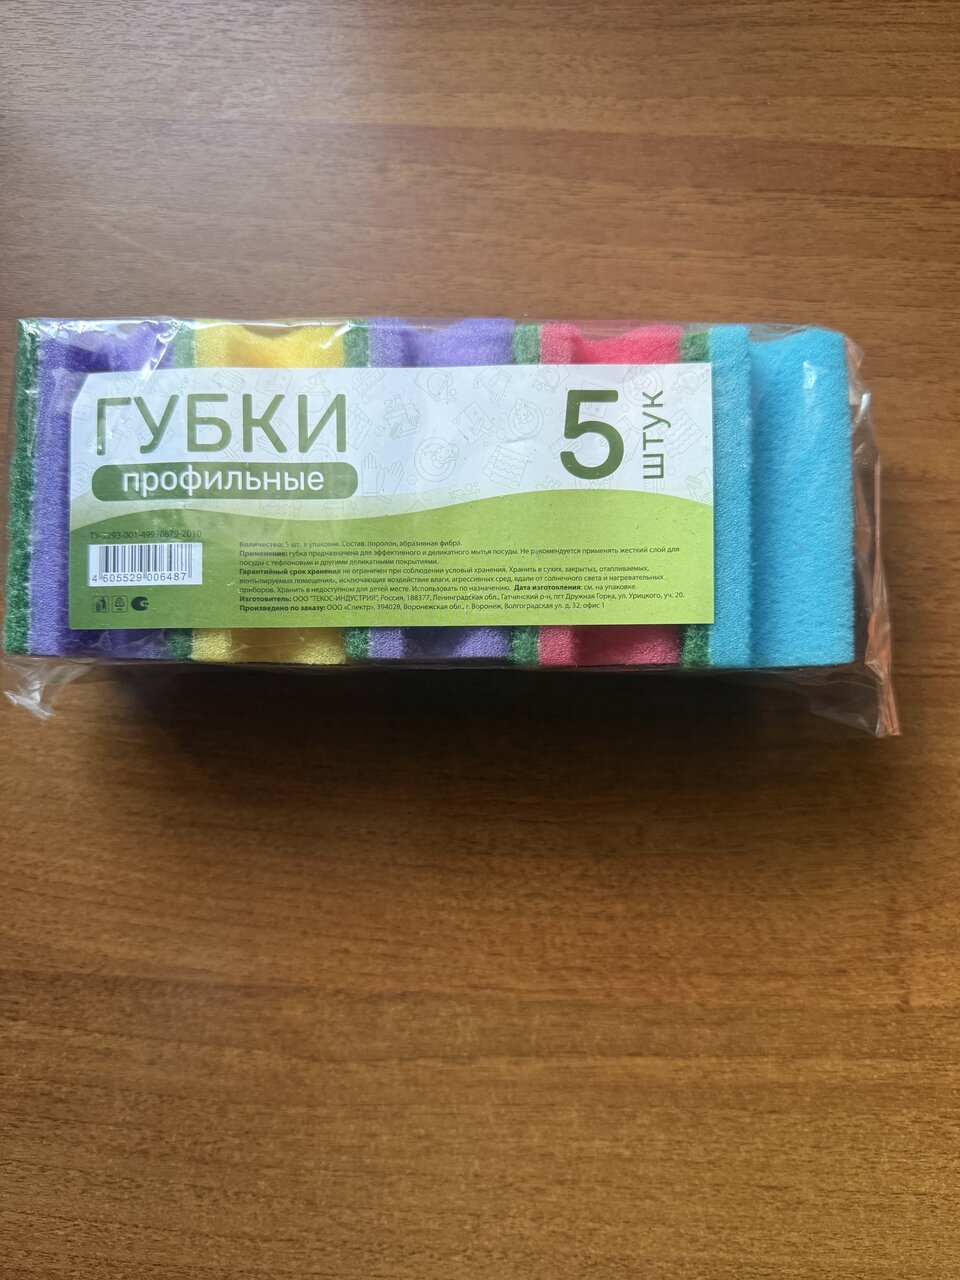 ГУБКИ
профильные
5
штук
ТУ-2293-001-49970879-2010
4 605529 006487
Количество: 5 шт. в упаковке. Состав: поролон, абразивная фибра.
Применение: губка предназначена для эффективного и деликатного мытья посуды. Не рекомендуется применять жесткий слой для
посуды с тефлоновым и другими деликатными покрытиями.
Гарантийный срок хранения не ограничен при соблюдении условий хранения. Хранить в сухих, закрытых, отапливаемых,
вентилируемых помещениях, исключающих воздействие влаги, агрессивных сред, вдали от солнечного света и нагревательных
приборов. Хранить в недоступном для детей месте. Использовать по назначению. Дата изготовления: см. на упаковке.
Изготовитель: ООО "ТЕКОС-ИНДУСТРИЯ", Россия, 188377, Ленинградская обл., Гатчинский р-н, пгт Дружная Горка, ул. Урицкого, уч. 20.
Произведено по заказу: ООО «Спектр», 394028, Воронежская обл., г. Воронеж, Волгоградская ул. д. 32, офис 1